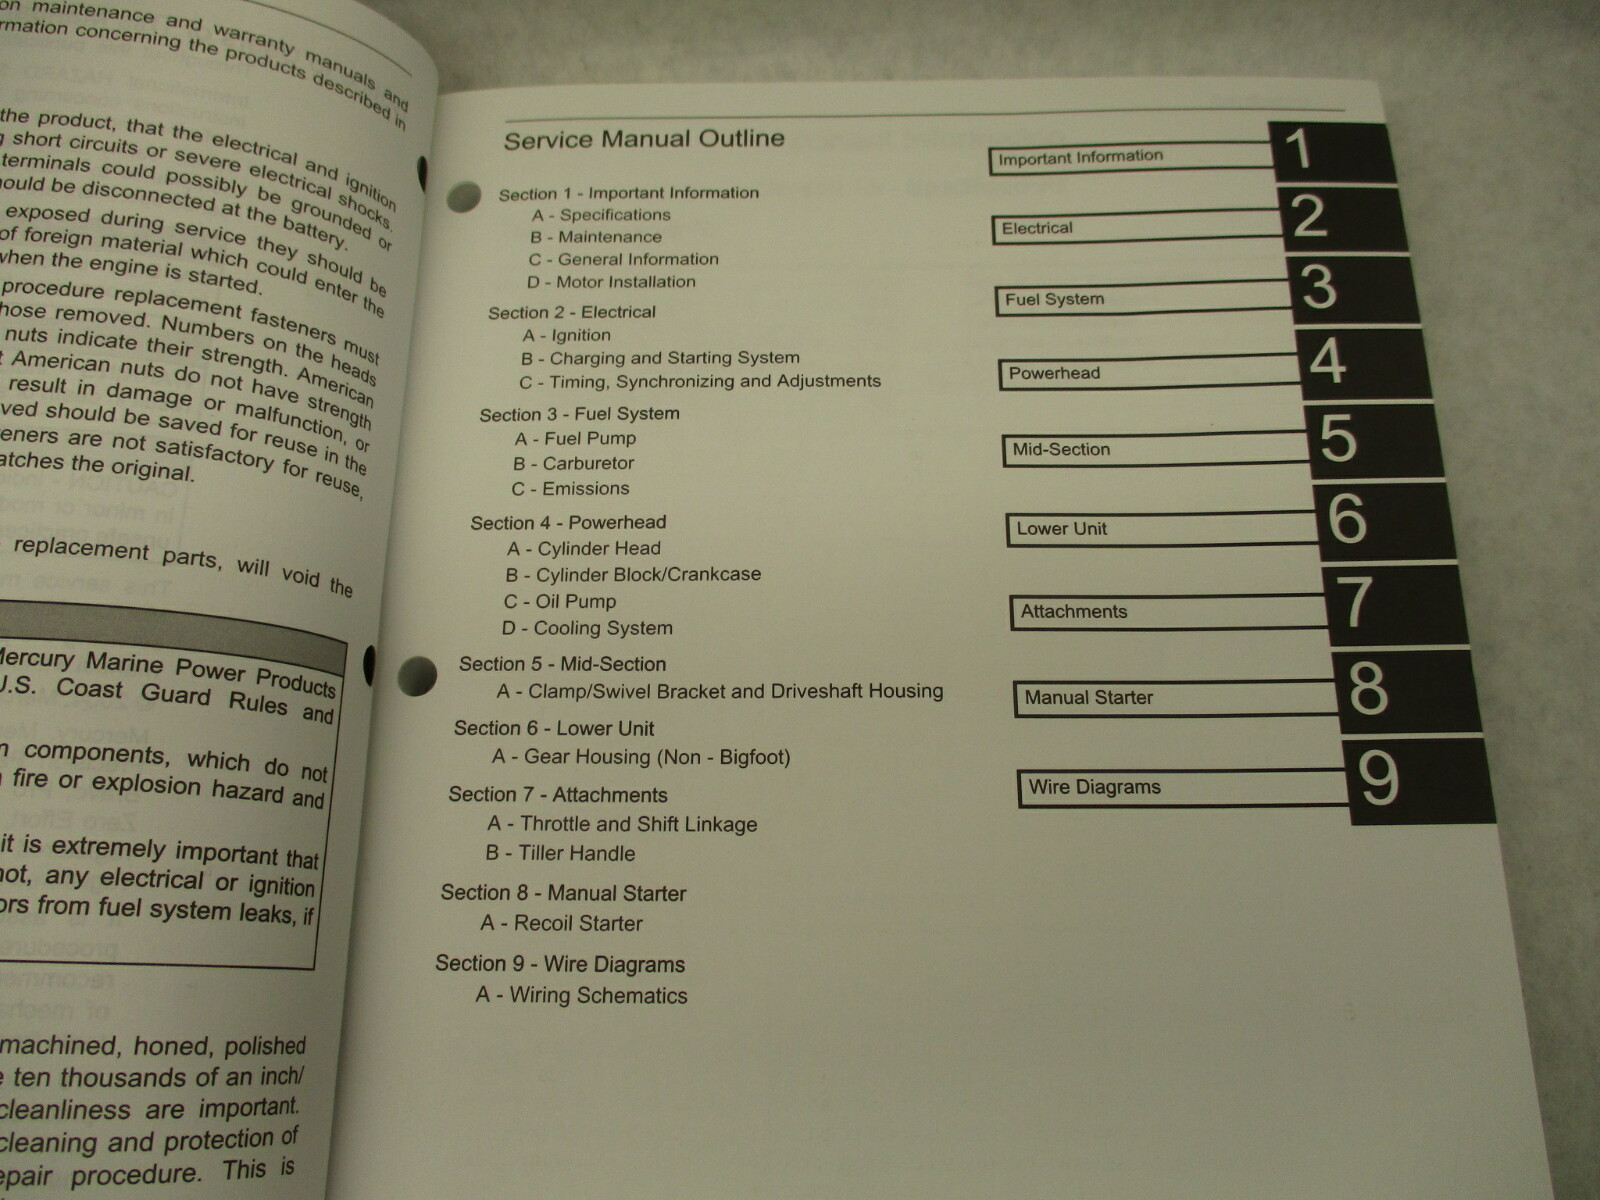 on maintenance and warranty manuals and
rmation concerning the products described in
the product, that the electrical and ignition
g short circuits or severe electrical shocks.
terminals could possibly be grounded or
hould be disconnected at the battery.
exposed during service they should be
of foreign material which could enter the
when the engine is started.
procedure replacement fasteners must
hose removed. Numbers on the heads
nuts indicate their strength. American
t American nuts do not have strength
result in damage or malfunction, or
ved should be saved for reuse in the
eners are not satisfactory for reuse,
atches the original.
replacement parts, will void the
Mercury Marine Power Products
U.S. Coast Guard Rules and
n components, which do not
fire or explosion hazard and
it is extremely important that
not, any electrical or ignition
ors from fuel system leaks, if
machined, honed, polished
e ten thousands of an inch/
cleanliness are important.
cleaning and protection of
epair procedure. This is
Service Manual Outline
Section 1 - Important Information
A - Specifications
B - Maintenance
C - General Information
D - Motor Installation
Section 2 - Electrical
A - Ignition
B - Charging and Starting System
C - Timing, Synchronizing and Adjustments
Section 3 - Fuel System
A - Fuel Pump
B - Carburetor
C - Emissions
Section 4 - Powerhead
A - Cylinder Head
B - Cylinder Block/Crankcase
C - Oil Pump
D - Cooling System
Section 5 - Mid-Section
A - Clamp/Swivel Bracket and Driveshaft Housing
Section 6 - Lower Unit
A - Gear Housing (Non - Bigfoot)
Section 7 - Attachments
A - Throttle and Shift Linkage
B - Tiller Handle
Section 8 - Manual Starter
A - Recoil Starter
Section 9 - Wire Diagrams
A - Wiring Schematics
Important Information 1
Electrical 2
Fuel System 3
Powerhead 4
Mid-Section 5
Lower Unit 6
Attachments 7
Manual Starter 8
Wire Diagrams 9